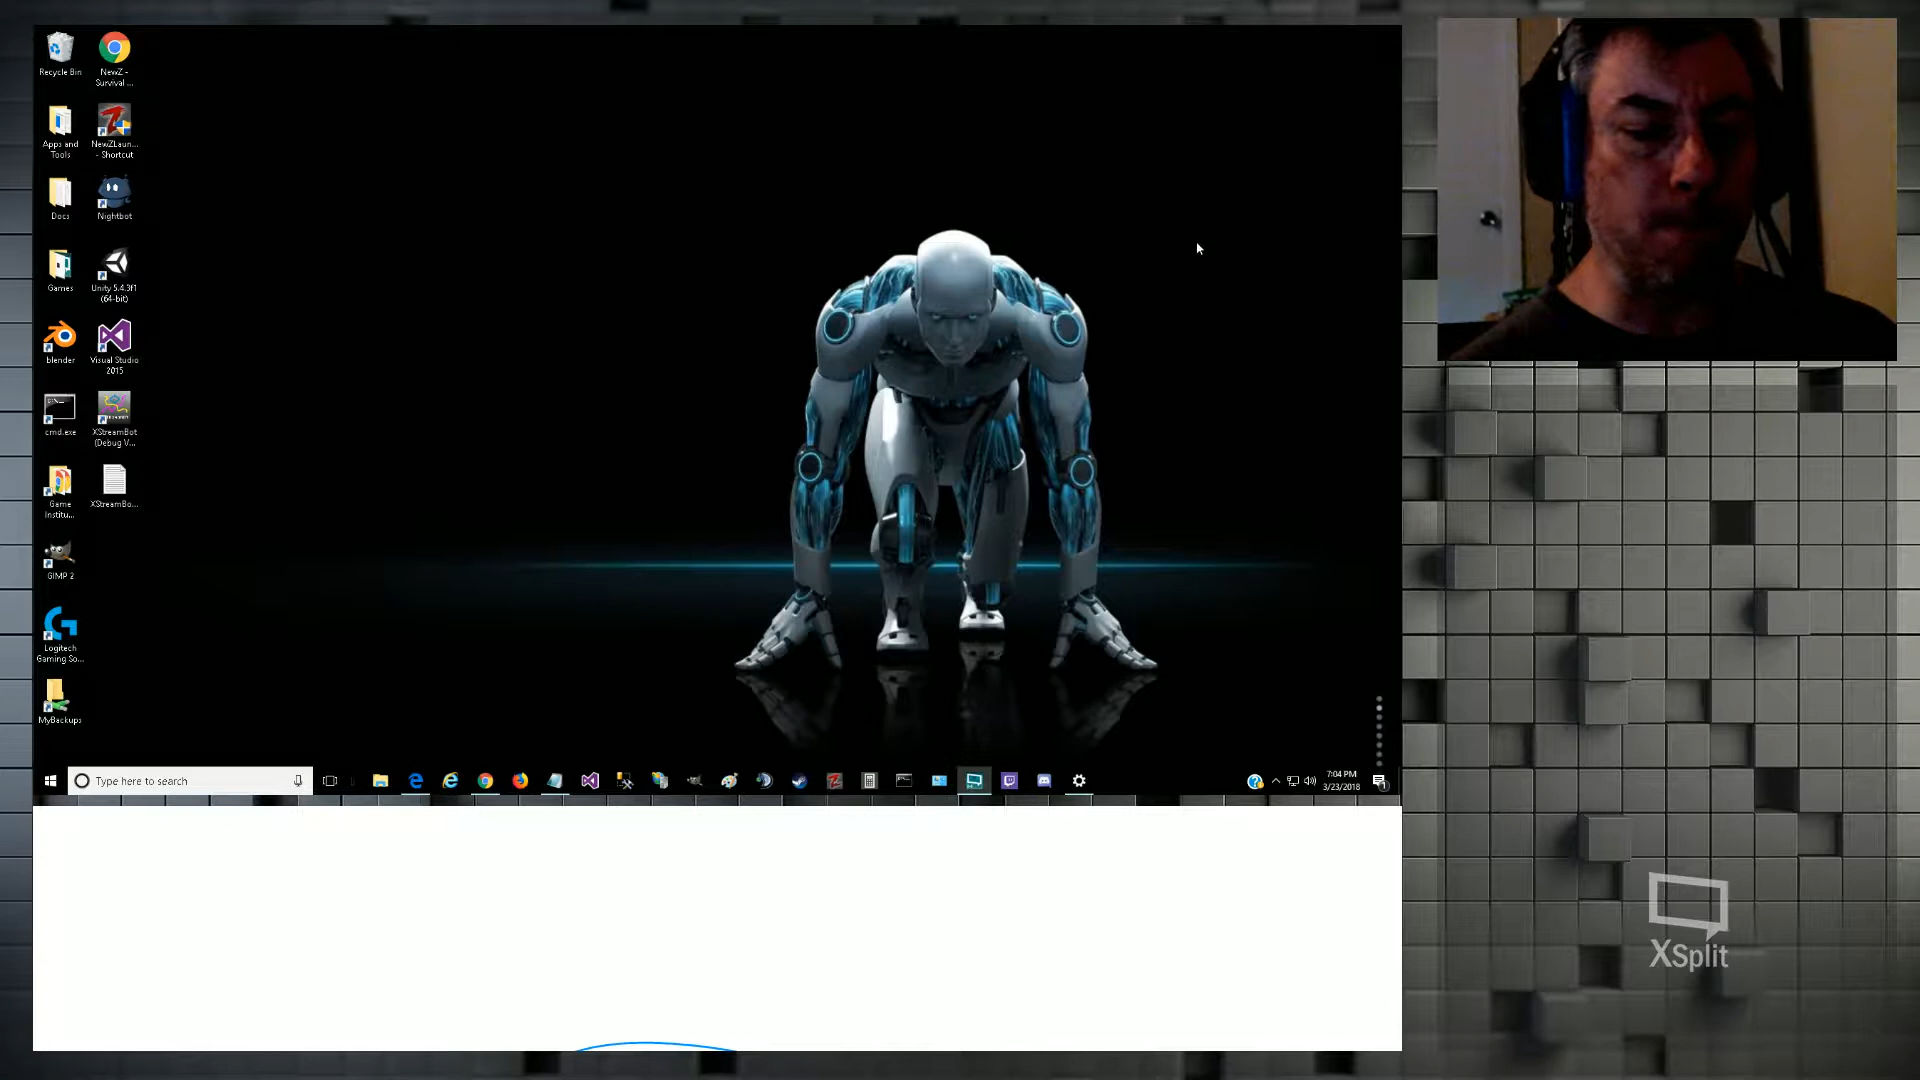 Recycle Bin
NewZ -
Survival ...
Apps and
Tools
NewZLaun...
- Shortcut
Docs
Nightbot
Games
Unity 5.4.3f1
(64-bit)
blender
Visual Studio
2015
cmd.exe
XStreamBot
(Debug V...
Game
Institu...
XStreamBo...
GIMP 2
Logitech
Gaming So...
MyBackups
Type here to search
7:04 PM
3/23/2018
XSplit